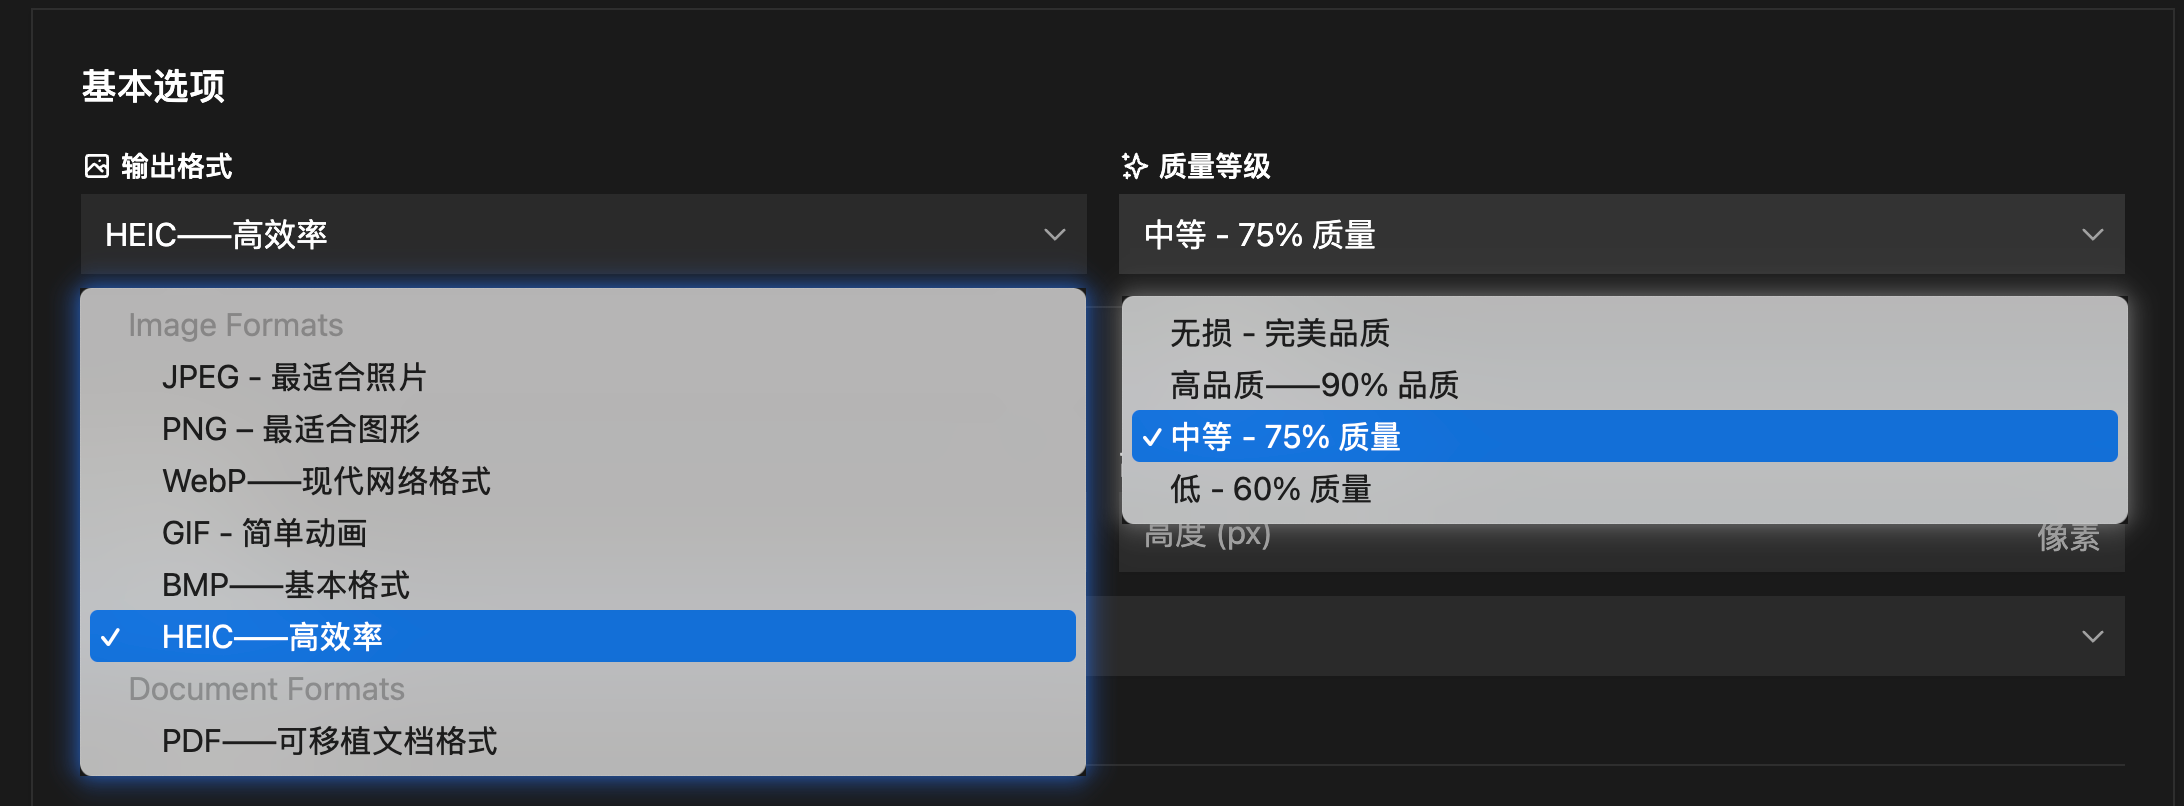 基本选项
输出格式
HEIC——高效率
Image Formats
JPEG - 最适合照片
PNG – 最适合图形
WebP——现代网络格式
GIF - 简单动画
BMP——基本格式
HEIC——高效率
Document Formats
PDF——可移植文档格式
质量等级
中等 - 75% 质量
无损 - 完美品质
高品质——90% 品质
中等 - 75% 质量
低 - 60% 质量
高度 (px)
像素